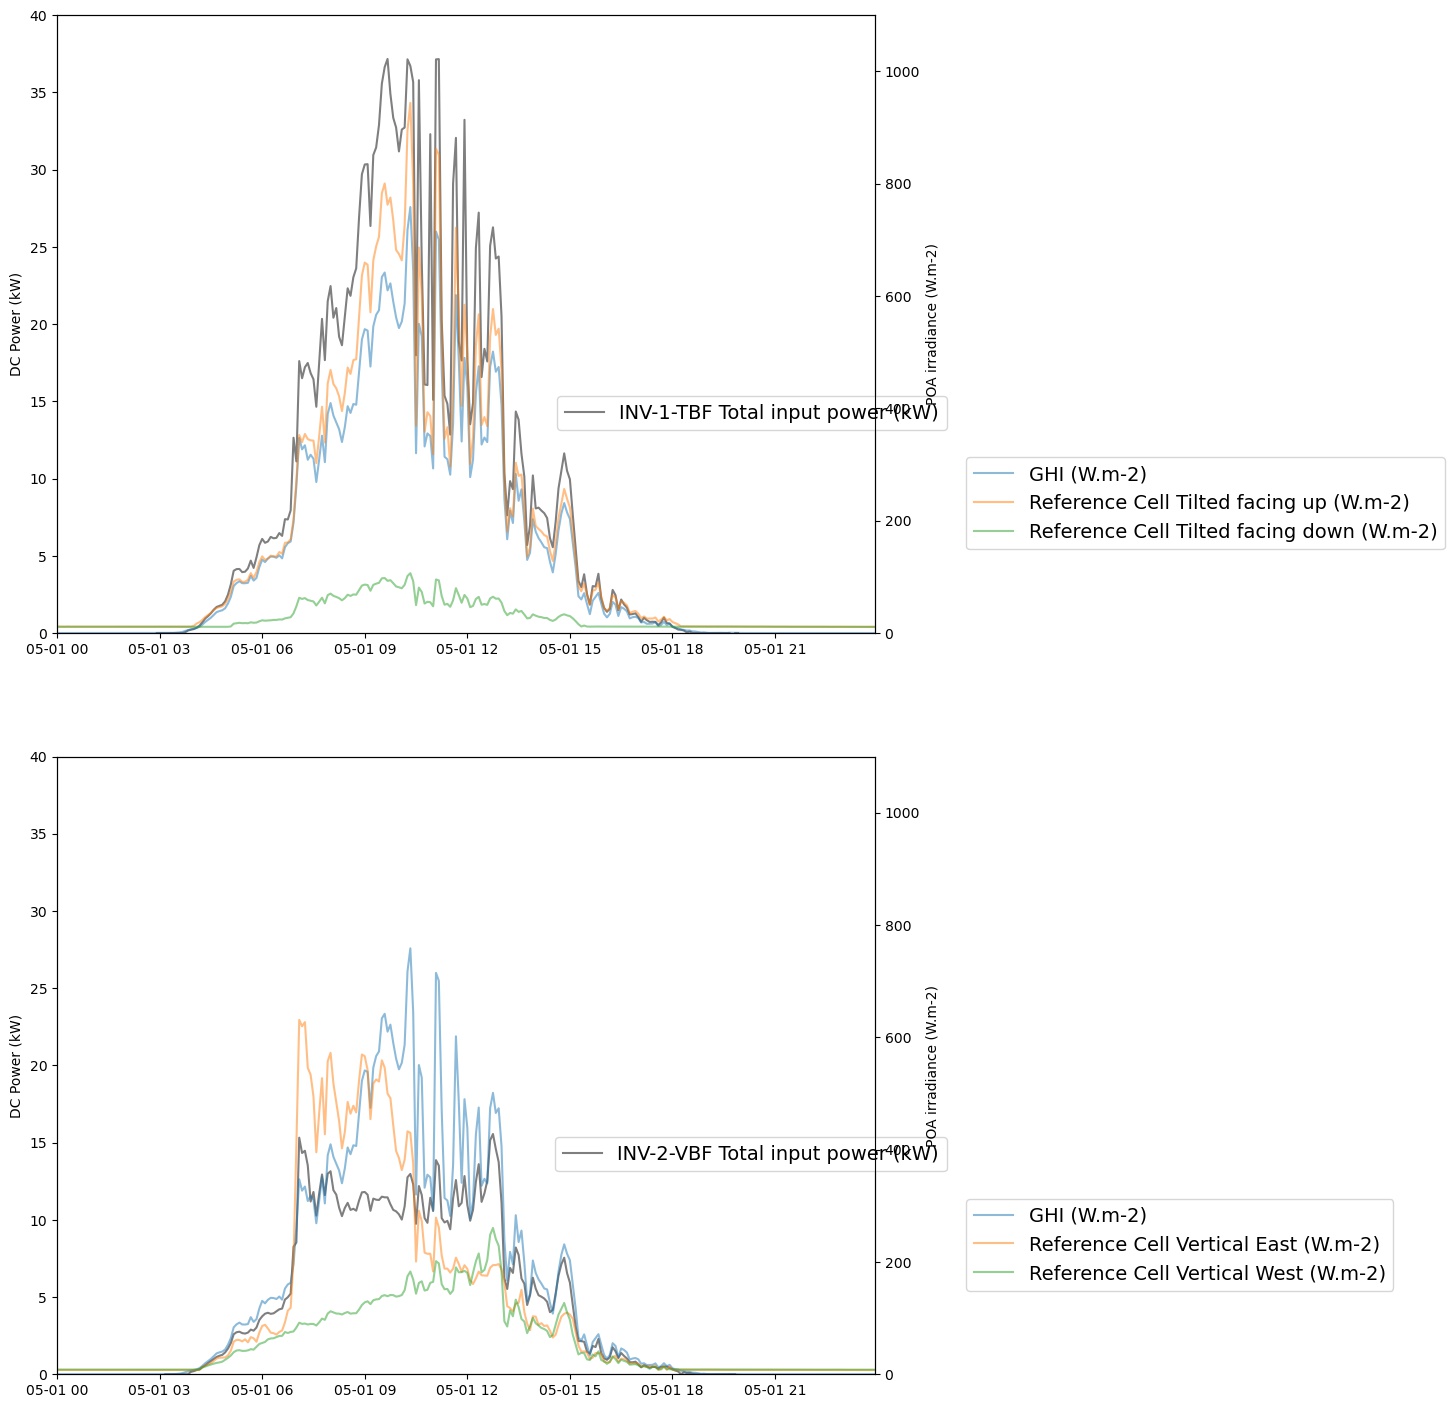 40
35
30
25
20
15
10
5
0
DC Power (kW)
1000
800
600
400
200
0
POA irradiance (W.m-2)
INV-1-TBF Total input power (kW)
GHI (W.m-2)
Reference Cell Tilted facing up (W.m-2)
Reference Cell Tilted facing down (W.m-2)
05-01 00 05-01 03 05-01 06 05-01 09 05-01 12 05-01 15 05-01 18 05-01 21
40
35
30
25
20
15
10
5
0
DC Power (kW)
1000
800
600
400
200
0
POA irradiance (W.m-2)
INV-2-VBF Total input power (kW)
GHI (W.m-2)
Reference Cell Vertical East (W.m-2)
Reference Cell Vertical West (W.m-2)
05-01 00 05-01 03 05-01 06 05-01 09 05-01 12 05-01 15 05-01 18 05-01 21